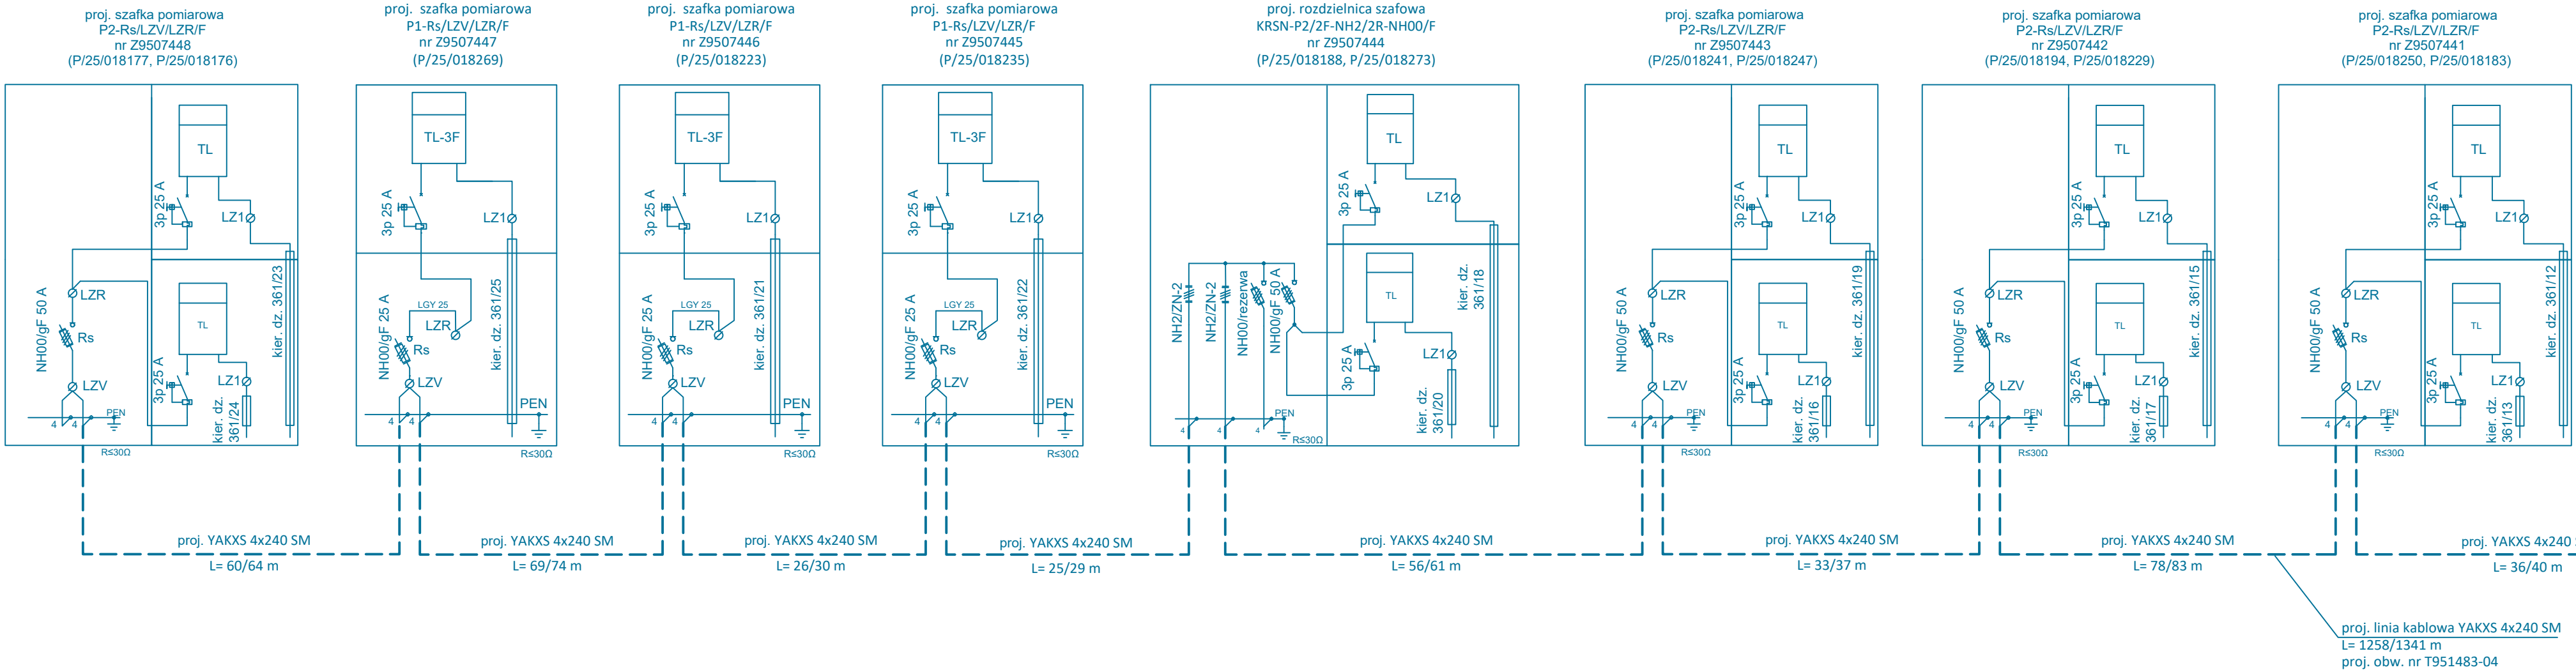 proj. szafka pomiarowa
P2-Rs/LZV/LZR/F
nr Z9507448
(P/25/018177, P/25/018176)
TL
3p 25 A
LZ1
kier. dz. 361/23
NH00/gF 50 A
LZR
Rs
LZV
4
4
PEN
R≤30Ω
TL
3p 25 A
LZ1
kier. dz.
361/24
proj. szafka pomiarowa
P1-Rs/LZV/LZR/F
nr Z9507447
(P/25/018269)
TL-3F
3p 25 A
LZ1
kier. dz. 361/25
LGY 25
LZR
NH00/gF 25 A
Rs
LZV
4
4
PEN
R≤30Ω
proj. szafka pomiarowa
P1-Rs/LZV/LZR/F
nr Z9507446
(P/25/018223)
TL-3F
3p 25 A
LZ1
kier. dz. 361/21
LGY 25
LZR
NH00/gF 25 A
Rs
LZV
4
4
PEN
R≤30Ω
proj. szafka pomiarowa
P1-Rs/LZV/LZR/F
nr Z9507445
(P/25/018235)
TL-3F
3p 25 A
LZ1
kier. dz. 361/22
LGY 25
LZR
NH00/gF 25 A
Rs
LZV
4
4
PEN
R≤30Ω
proj. rozdzielnica szafowa
KRSN-P2/2F-NH2/2R-NH00/F
nr Z9507444
(P/25/018188, P/25/018273)
TL
3p 25 A
LZ1
kier. dz.
361/18
NH2/ZN-2
NH2/ZN-2
NH00/rezerwa
NH00/gF 50 A
TL
3p 25 A
LZ1
kier. dz.
361/20
4
4
4
PEN
R≤30Ω
proj. szafka pomiarowa
P2-Rs/LZV/LZR/F
nr Z9507443
(P/25/018241, P/25/018247)
TL
3p 25 A
LZ1
kier. dz. 361/19
NH00/gF 50 A
LZR
Rs
LZV
4
4
PEN
R≤30Ω
TL
3p 25 A
LZ1
kier. dz.
361/16
proj. szafka pomiarowa
P2-Rs/LZV/LZR/F
nr Z9507442
(P/25/018194, P/25/018229)
TL
3p 25 A
LZ1
kier. dz. 361/15
NH00/gF 50 A
LZR
Rs
LZV
4
4
PEN
R≤30Ω
TL
3p 25 A
LZ1
kier. dz.
361/17
proj. szafka pomiarowa
P2-Rs/LZV/LZR/F
nr Z9507441
(P/25/018250, P/25/018183)
TL
3p 25 A
LZ1
kier. dz. 361/12
NH00/gF 50 A
LZR
Rs
LZV
4
4
PEN
R≤30Ω
TL
3p 25 A
LZ1
kier. dz.
361/13
proj. YAKXS 4x240 SM
L= 60/64 m
proj. YAKXS 4x240 SM
L= 69/74 m
proj. YAKXS 4x240 SM
L= 26/30 m
proj. YAKXS 4x240 SM
L= 25/29 m
proj. YAKXS 4x240 SM
L= 56/61 m
proj. YAKXS 4x240 SM
L= 33/37 m
proj. YAKXS 4x240 SM
L= 78/83 m
proj. YAKXS 4x240
L= 36/40 m
proj. linia kablowa YAKXS 4x240 SM
L= 1258/1341 m
proj. obw. nr T951483-04